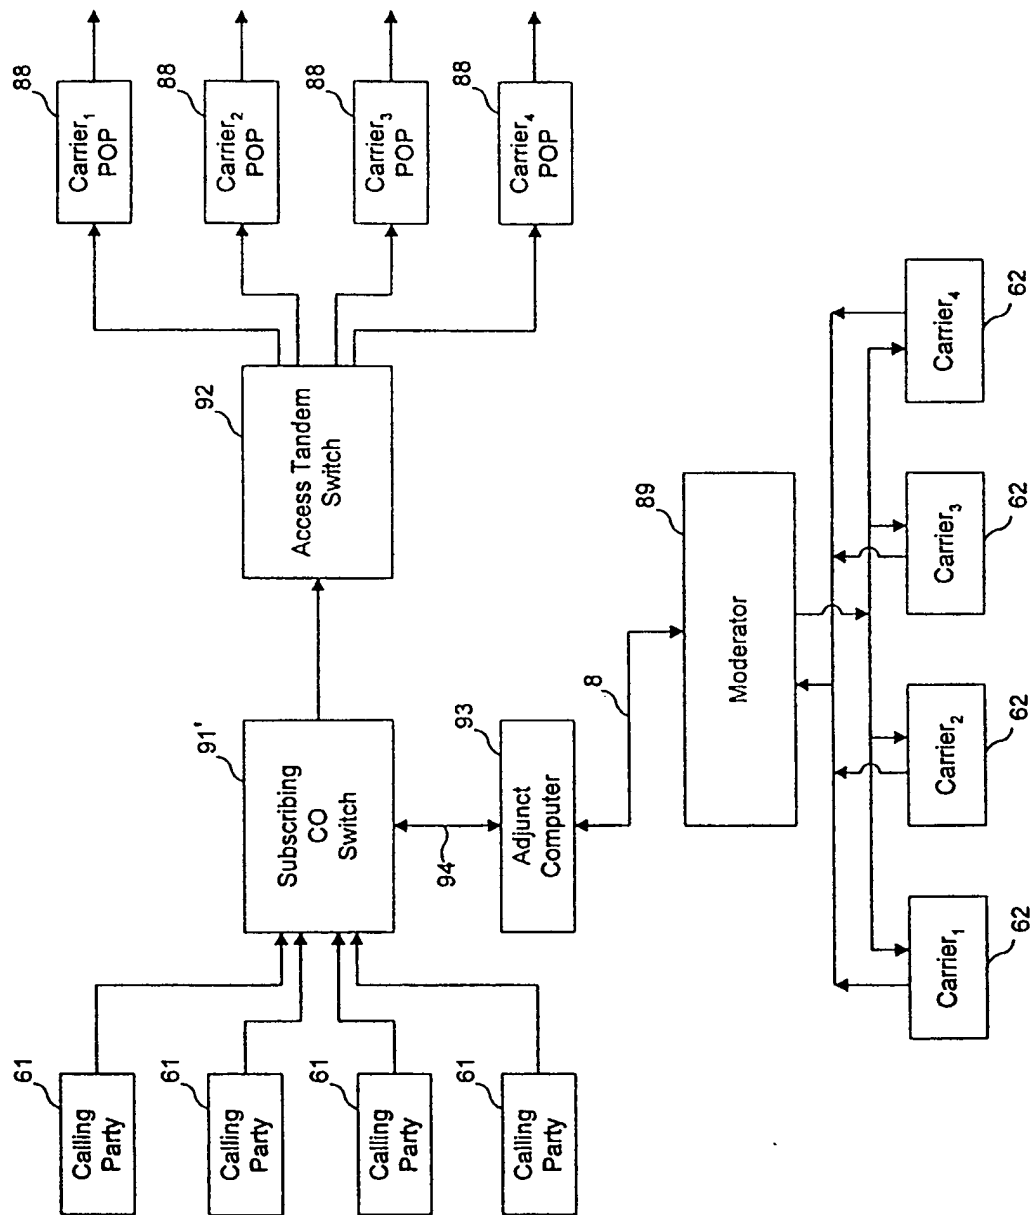 61
Calling
Party
61
Calling
Party
61
Calling
Party
61
Calling
Party
91'
Subscribing
CO
Switch
94
93
Adjunct
Computer
92
Access Tandem
Switch
88
Carrier₁
POP
88
Carrier₂
POP
88
Carrier₃
POP
88
Carrier₄
POP
8
89
Moderator
Carrier₁
62
Carrier₂
62
Carrier₃
62
Carrier₄
62